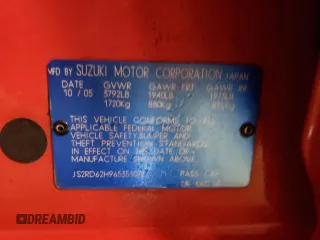 MFD BY SUZUKI MOTOR CORPORATION JAPAN
DATE GVWR GAWR FRT GAWR RR
10 / 05 3792LB 1940LB
1720Kg 880Kg
THIS VEHICLE CONFORMS TO ALL
APPLICABLE FEDERAL MOTOR
VEHICLE SAFETY, BUMPER AND
THEFT PREVENTION STANDARDS
IN EFFECT ON THE DATE OF
MANUFACTURE SHOWN ABOVE.
PASS CAR
DREAMBID